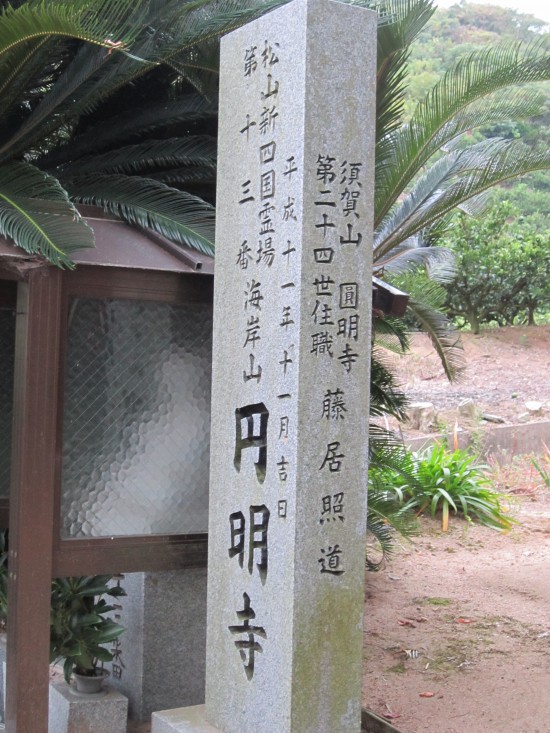 松山新四国霊場
第十三番
海岸山
円明寺
平成十一年十一月吉日
須賀山 圓明寺
第二十四世住職
藤居照道